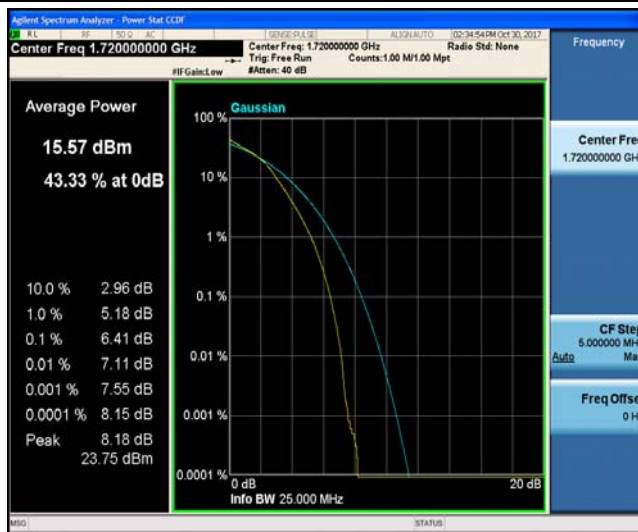 Agilent Spectrum Analyzer - Power Stat CCDF
RL RF 50 Ω AC SENSE:PULSE ALIGN AUTO 02:34:54 PM Oct 30, 2017
Center Freq 1.720000000 GHz
Center Freq: 1.720000000 GHz Radio Std: None
Trig: Free Run Counts:1.00 M/1.00 Mpt
#IFGain:Low #Atten: 40 dB
Frequency
Average Power
15.57 dBm
43.33 % at 0dB
10.0 % 2.96 dB
1.0 % 5.18 dB
0.1 % 6.41 dB
0.01 % 7.11 dB
0.001 % 7.55 dB
0.0001 % 8.15 dB
Peak 8.18 dB
23.75 dBm
Gaussian
100 %
10 %
1 %
0.1 %
0.01 %
0.001 %
0.0001 %
0 dB 20 dB
Info BW 25.000 MHz
Center Fre
1.720000000 GH
CF Ste
5.000000 MH
Auto Ma
Freq Offse
0 H
MSG STATUS